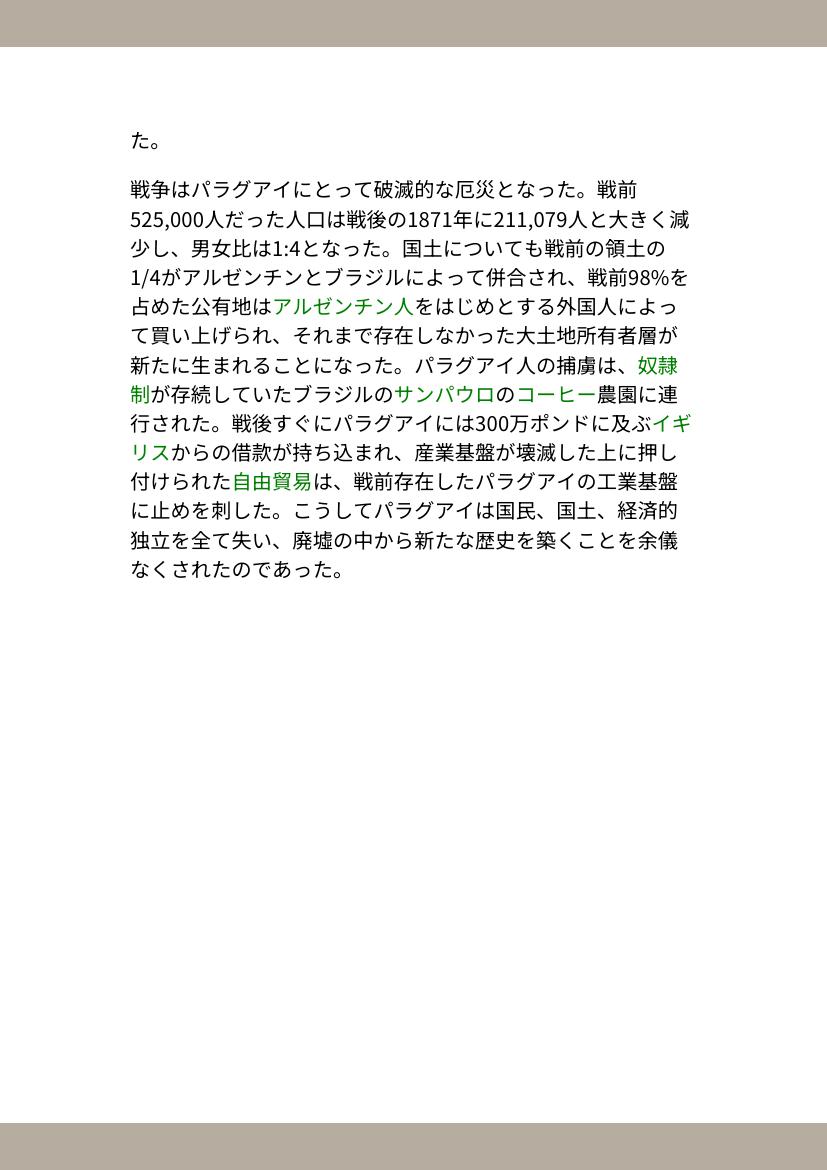 た。
戦争はパラグアイにとって破滅的な厄災となった。戦前
525,000人だった人口は戦後の1871年に211,079人と大きく減
少し、男女比は1:4となった。国土についても戦前の領土の
1/4がアルゼンチンとブラジルによって併合され、戦前98%を
占めた公有地はアルゼンチン人をはじめとする外国人によっ
て買い上げられ、それまで存在しなかった大土地所有者層が
新たに生まれることになった。パラグアイ人の捕虜は、奴隷
制が存続していたブラジルのサンパウロのコーヒー農園に連
行された。戦後すぐにパラグアイには300万ポンドに及ぶイギ
リスからの借款が持ち込まれ、産業基盤が壊滅した上に押し
付けられた自由貿易は、戦前存在したパラグアイの工業基盤
に止めを刺した。こうしてパラグアイは国民、国土、経済的
独立を全て失い、廃墟の中から新たな歴史を築くことを余儀
なくされたのであった。